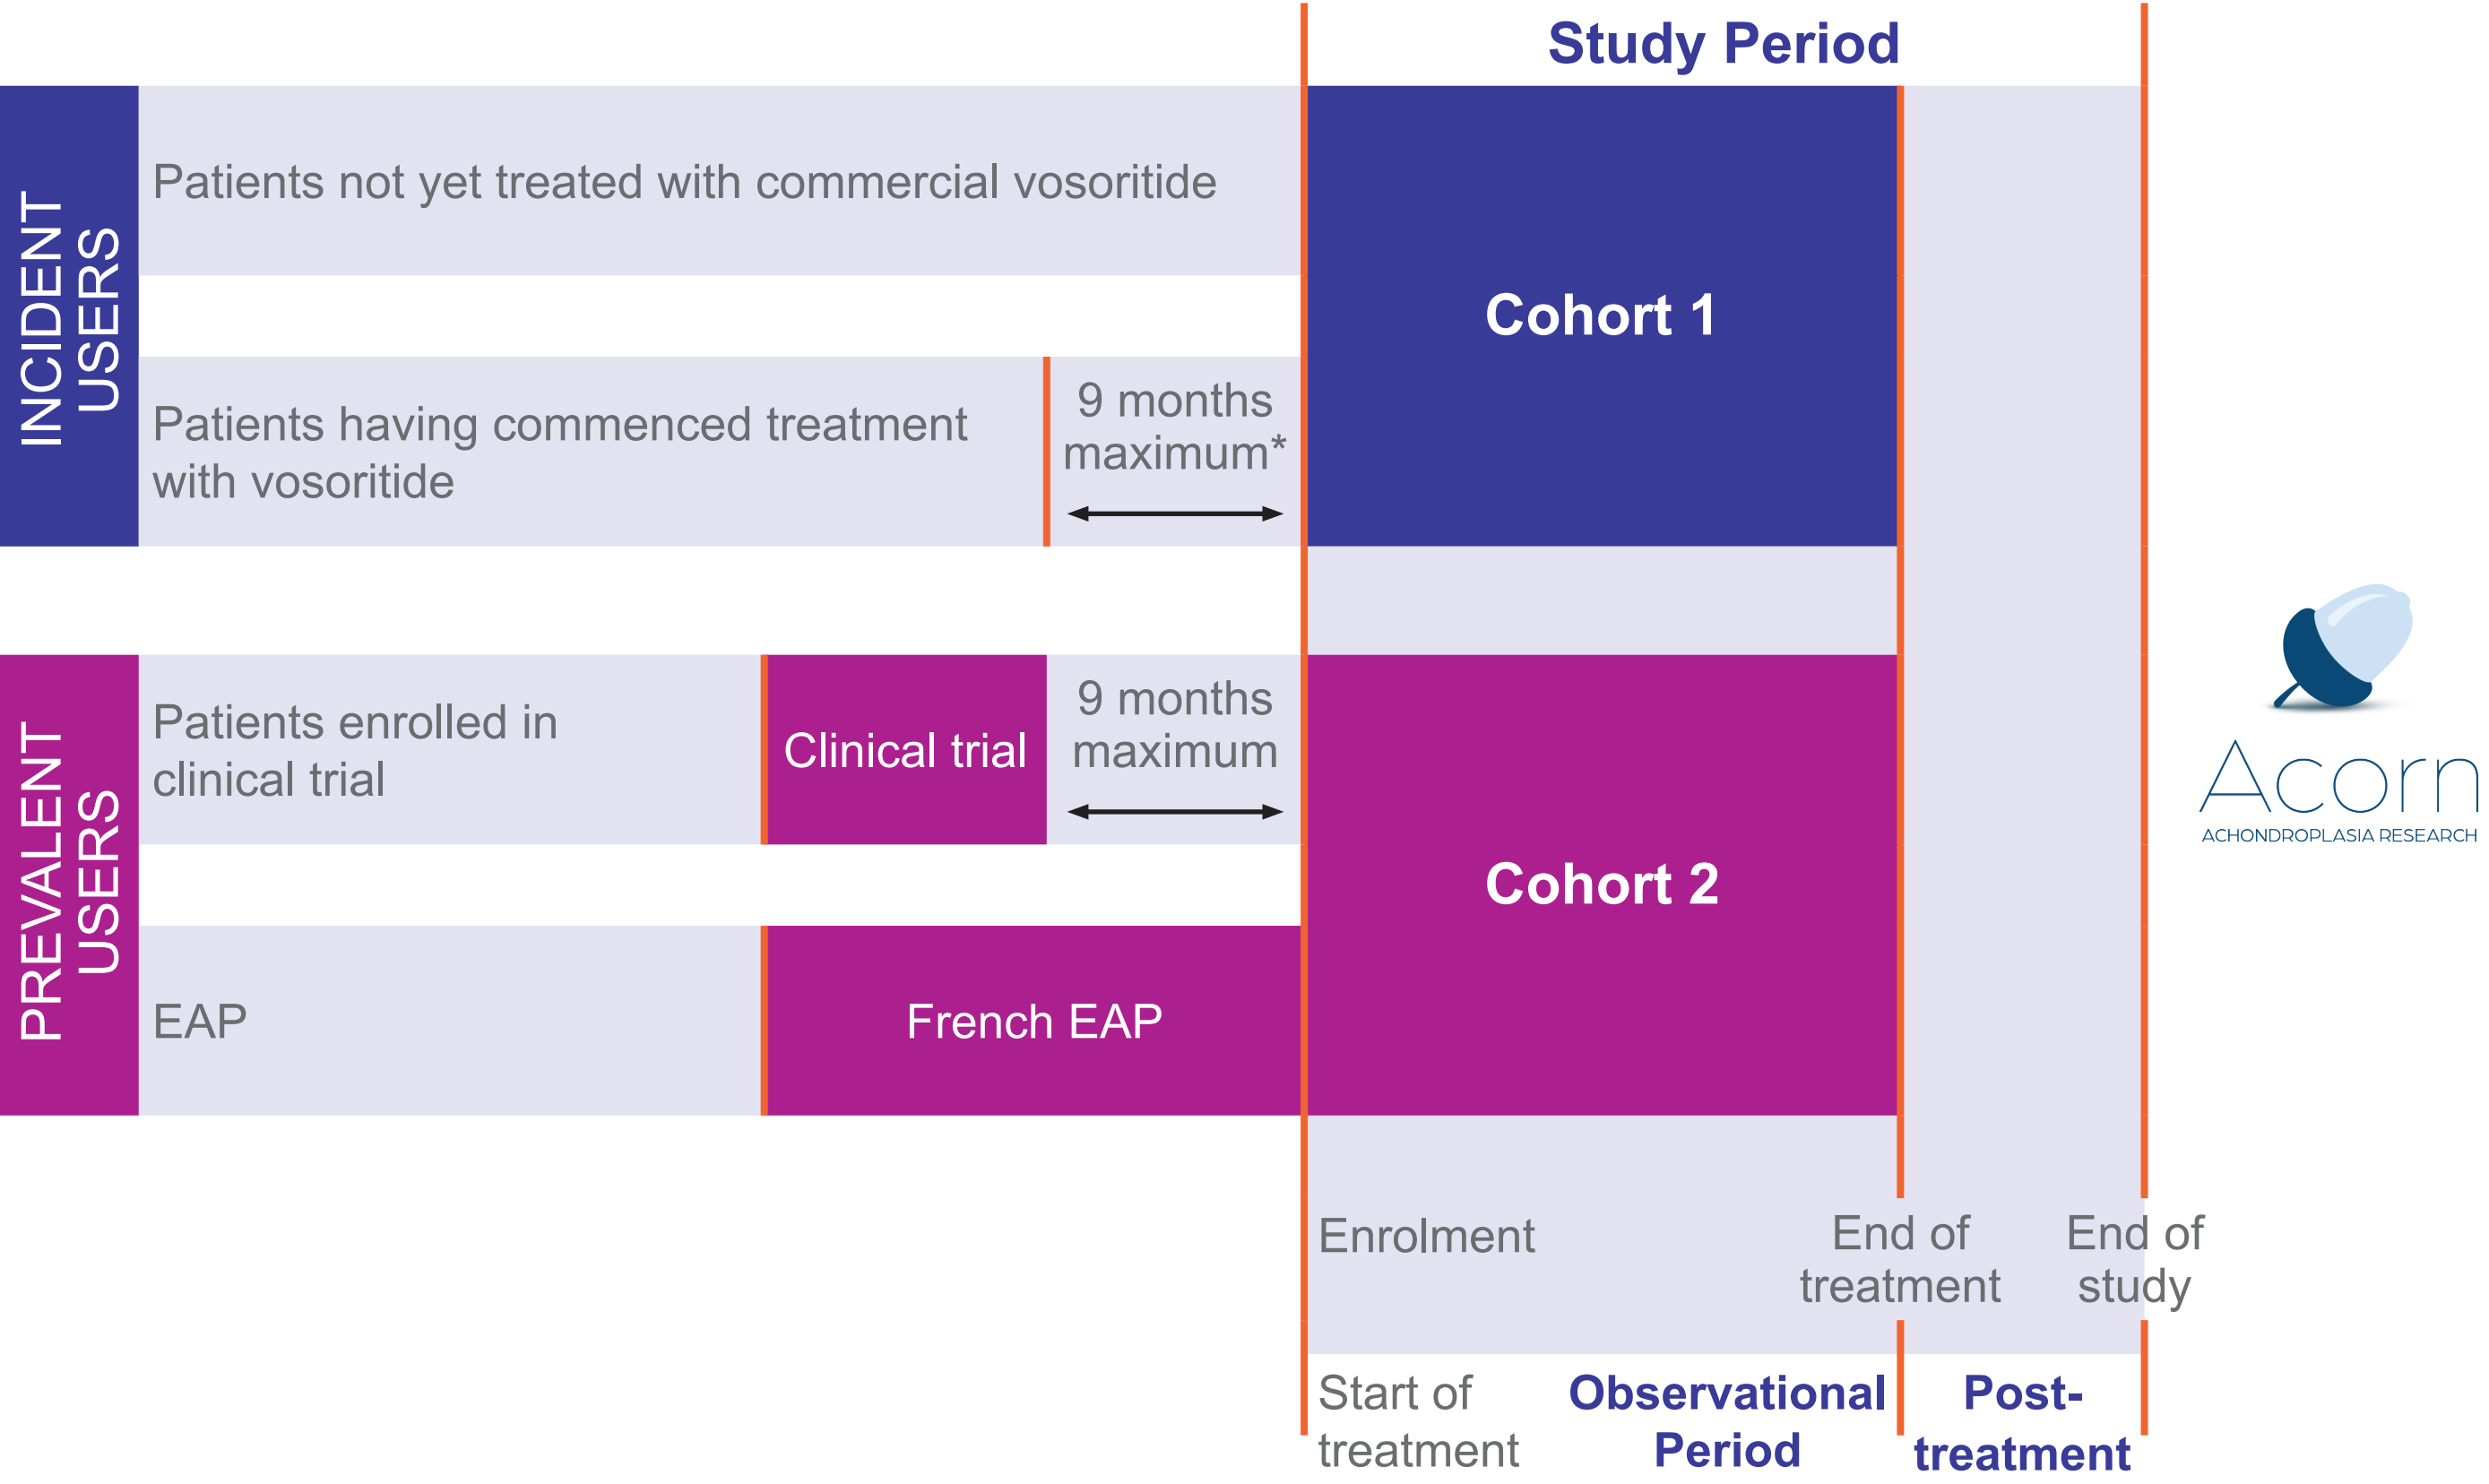 Study Period
INCIDENT
USERS
Patients not yet treated with commercial vosoritide
Cohort 1
Patients having commenced treatment
with vosoritide
9 months
maximum*
PREVALENT
USERS
Patients enrolled in
clinical trial
Clinical trial
9 months
maximum
Cohort 2
EAP
French EAP
Acorn
ACHONDROPLASIA RESEARCH
Enrolment
End of
treatment
End of
study
Start of
treatment
Observational
Period
Post-
treatment